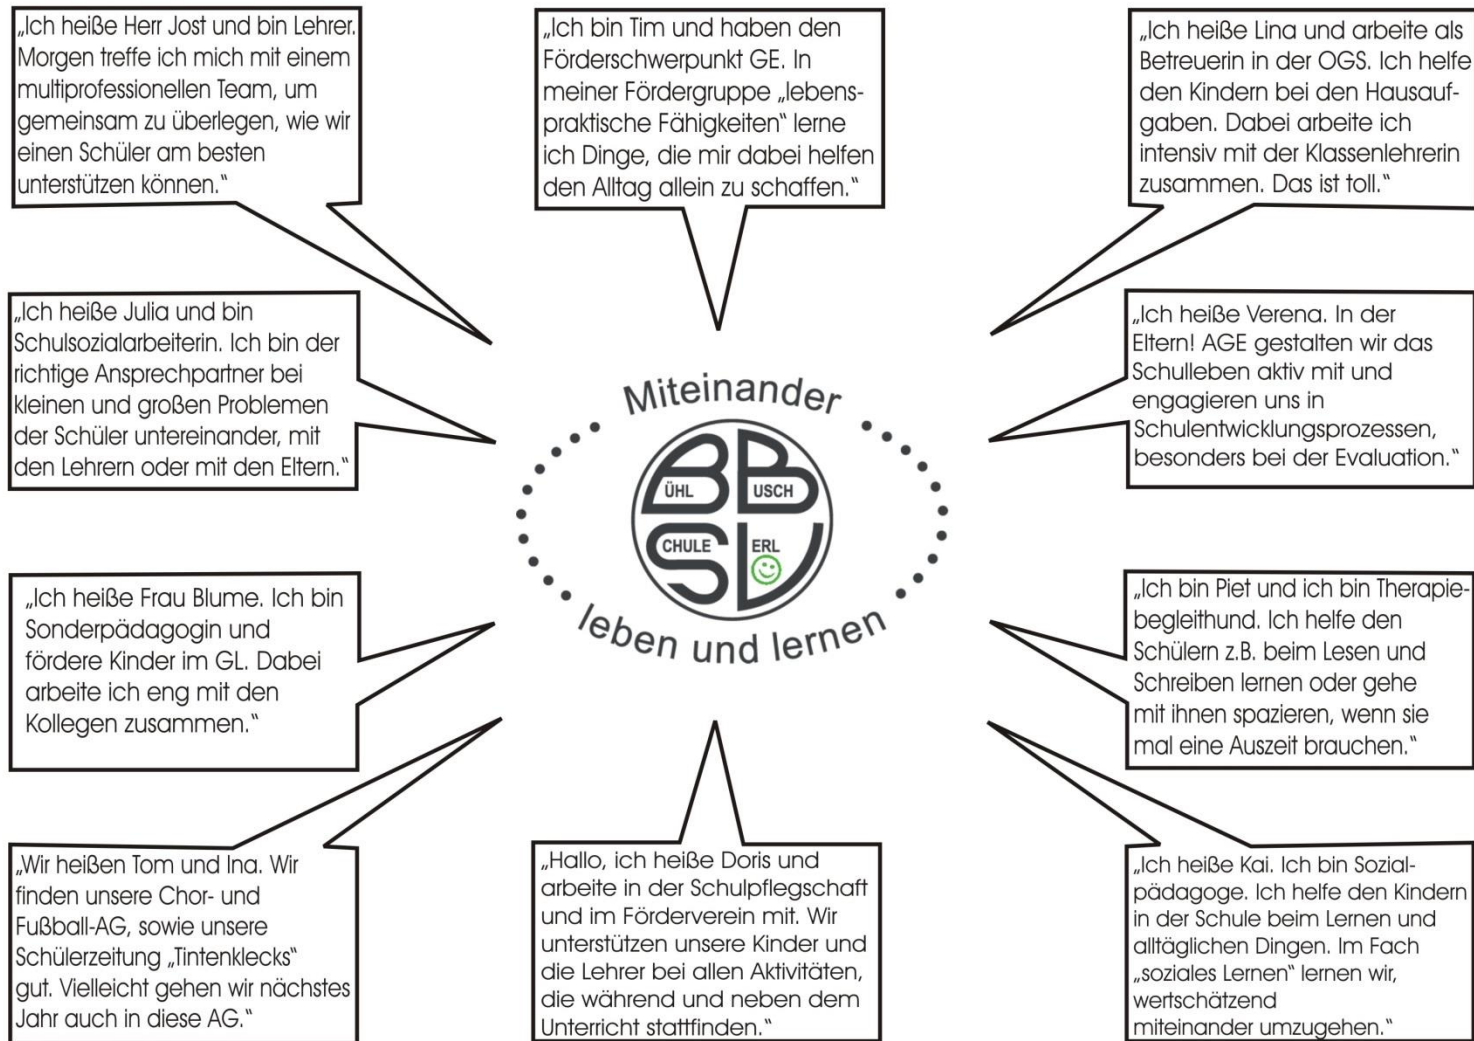 „Ich heiße Herr Jost und bin Lehrer.
Morgen treffe ich mich mit einem
multiprofessionellen Team, um
gemeinsam zu überlegen, wie wir
einen Schüler am besten
unterstützen können.“
„Ich bin Tim und haben den
Förderschwerpunkt GE. In
meiner Fördergruppe „lebens-
praktische Fähigkeiten“ lerne
ich Dinge, die mir dabei helfen
den Alltag allein zu schaffen.“
„Ich heiße Lina und arbeite als
Betreuerin in der OGS. Ich helfe
den Kindern bei den Hausauf-
gaben. Dabei arbeite ich
intensiv mit der Klassenlehrerin
zusammen. Das ist toll.“
„Ich heiße Julia und bin
Schulsozialarbeiterin. Ich bin der
richtige Ansprechpartner bei
kleinen und großen Problemen
der Schüler untereinander, mit
den Lehrern oder mit den Eltern.“
„Ich heiße Verena. In der
Eltern! AGE gestalten wir das
Schulleben aktiv mit und
engagieren uns in
Schulentwicklungsprozessen,
besonders bei der Evaluation.“
Miteinander
BÜHL BUSCH
SCHULE VERL
leben und lernen
„Ich heiße Frau Blume. Ich bin
Sonderpädagogin und
fördere Kinder im GL. Dabei
arbeite ich eng mit den
Kollegen zusammen.“
„Ich bin Piet und ich bin Therapie-
begleithund. Ich helfe den
Schülern z.B. beim Lesen und
Schreiben lernen oder gehe
mit ihnen spazieren, wenn sie
mal eine Auszeit brauchen.“
„Wir heißen Tom und Ina. Wir
finden unsere Chor- und
Fußball-AG, sowie unsere
Schülerzeitung „Tintenklecks“
gut. Vielleicht gehen wir nächstes
Jahr auch in diese AG.“
„Hallo, ich heiße Doris und
arbeite in der Schulpflegschaft
und im Förderverein mit. Wir
unterstützen unsere Kinder und
die Lehrer bei allen Aktivitäten,
die während und neben dem
Unterricht stattfinden.“
„Ich heiße Kai. Ich bin Sozial-
pädagoge. Ich helfe den Kindern
in der Schule beim Lernen und
alltäglichen Dingen. Im Fach
„soziales Lernen“ lernen wir,
wertschätzend
miteinander umzugehen.“